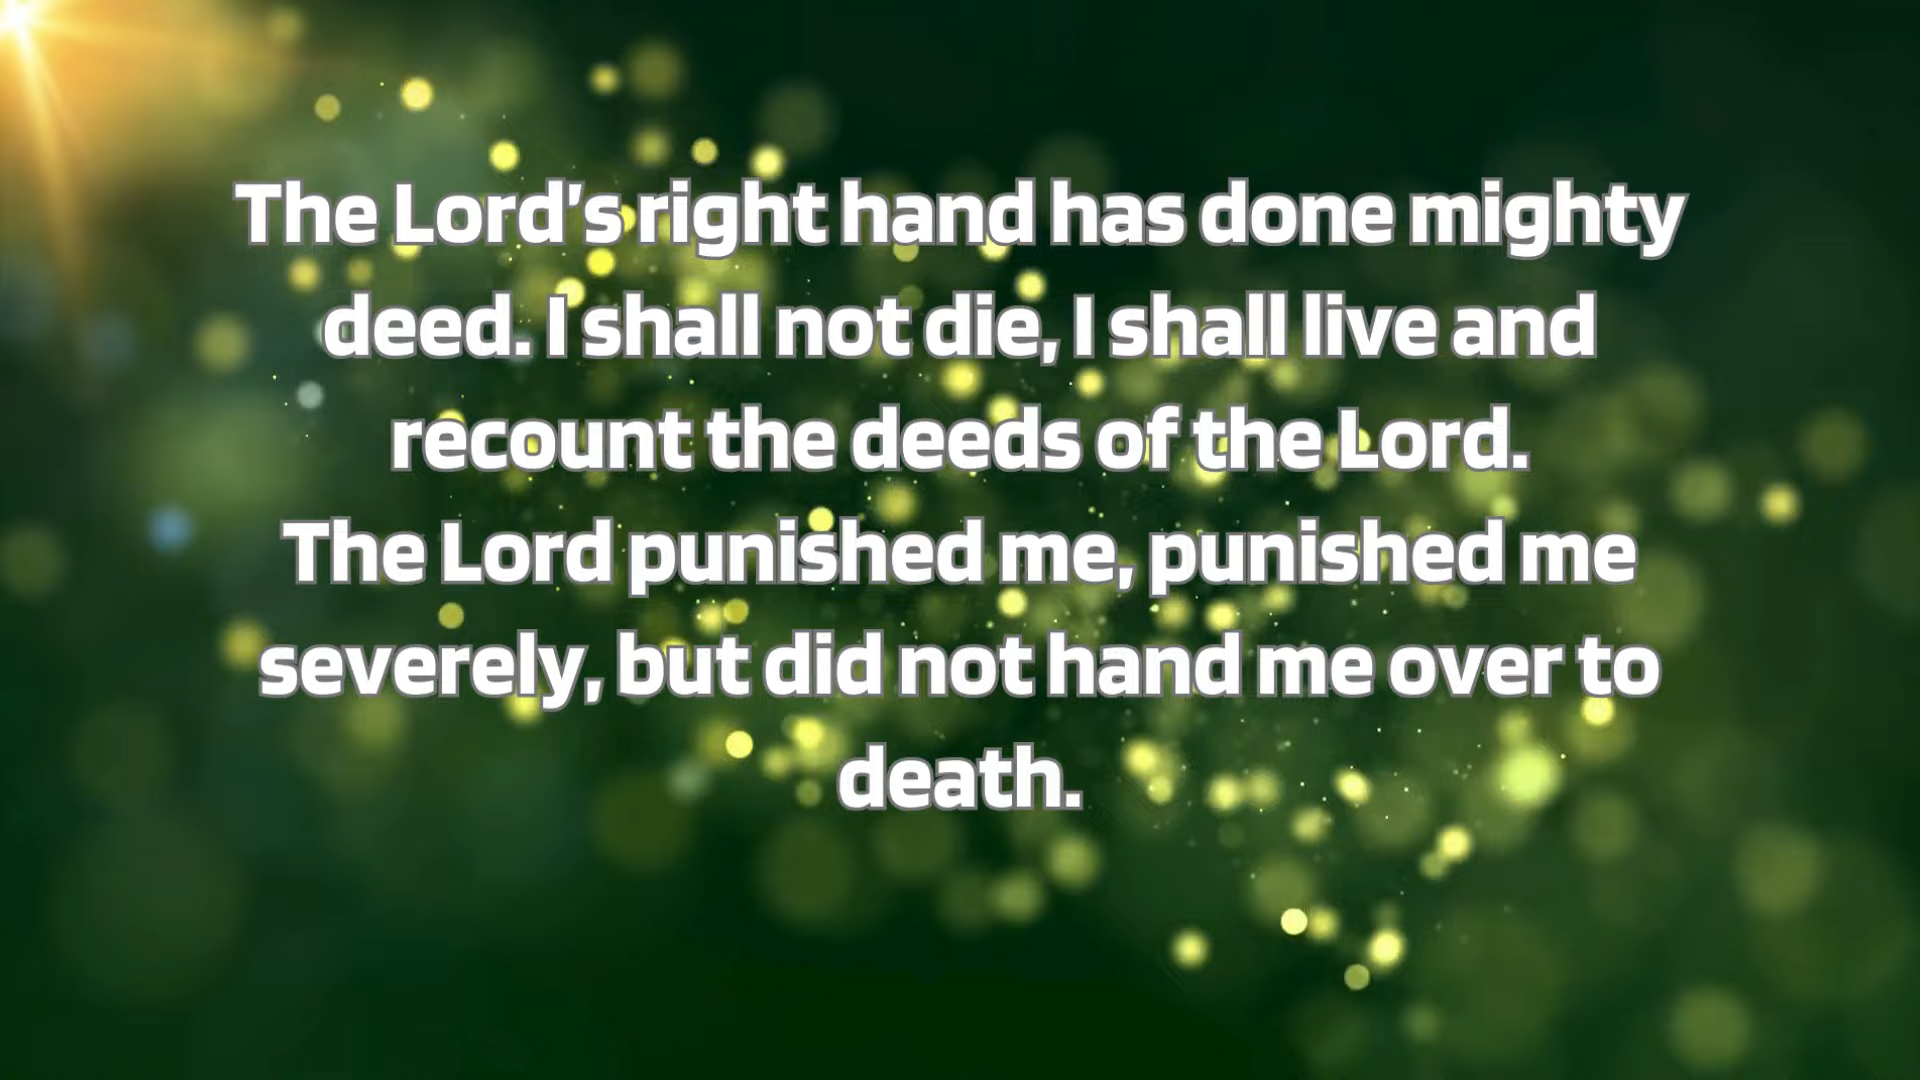 The Lord's right hand has done mighty
deed. I shall not die, I shall live and
recount the deeds of the Lord.
The Lord punished me, punished me
severely, but did not hand me over to
death.